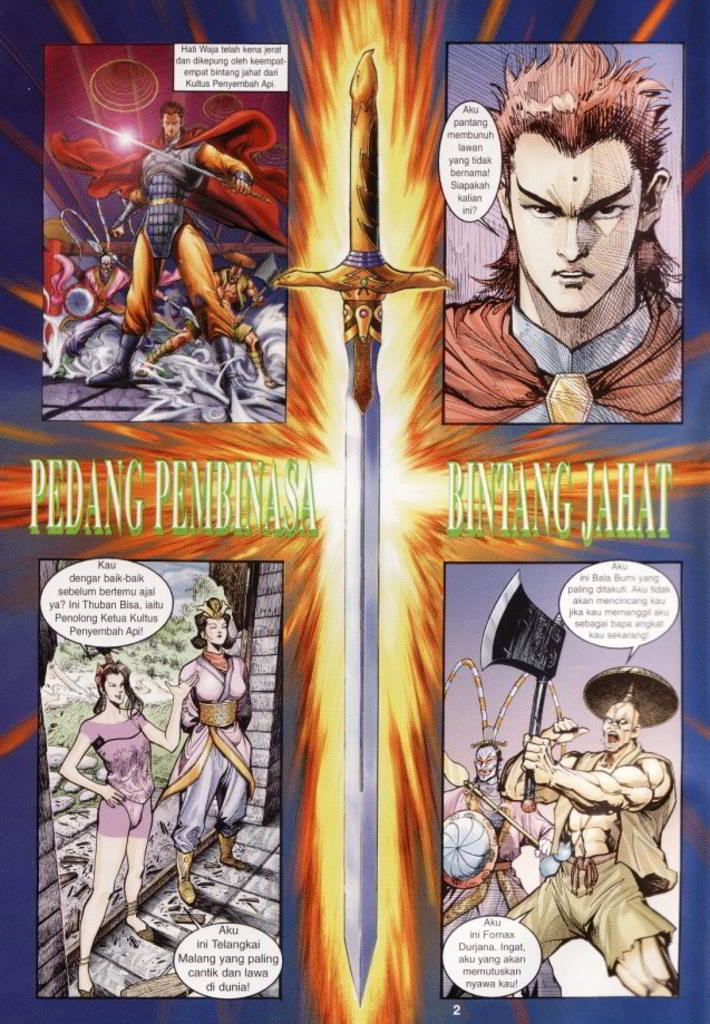 Hati Waja telah kena jerat
dan dikepung oleh keempat-
empat bintang jahat dari
Kultus Penyembah Api.
Aku
pantang
membunuh
lawan
yang tidak
bernama!
Siapakah
kalian
ini?
PEDANG PEMBINASA BINTANG JAHAT
Kau
dengar baik-baik
sebelum bertemu ajal
ya? Ini Thuban Bisa, iaitu
Penolong Ketua Kultus
Penyembah Api!
Aku
ini Telangkai
Malang yang paling
cantik dan lawa
di dunia!
Aku
ini Bala Bumi yang
paling ditakuti. Aku tidak
akan mencincang kau
jika kau memanggil aku
sebagai bapa angkat
kau sekarang!
Aku
ini Fornax
Durjana. Ingat,
aku yang akan
memutuskan
nyawa kau!
2